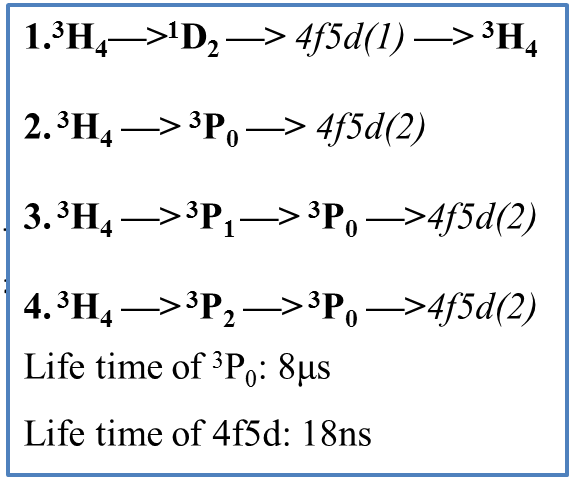 1.³H₄—>¹D₂ —> 4f5d(1) —> ³H₄
2. ³H₄ —> ³P₀ —> 4f5d(2)
3. ³H₄ —>³P₁—> ³P₀ —>4f5d(2)
4. ³H₄ —>³P₂ —> ³P₀ —>4f5d(2)
Life time of ³P₀: 8μs
Life time of 4f5d: 18ns